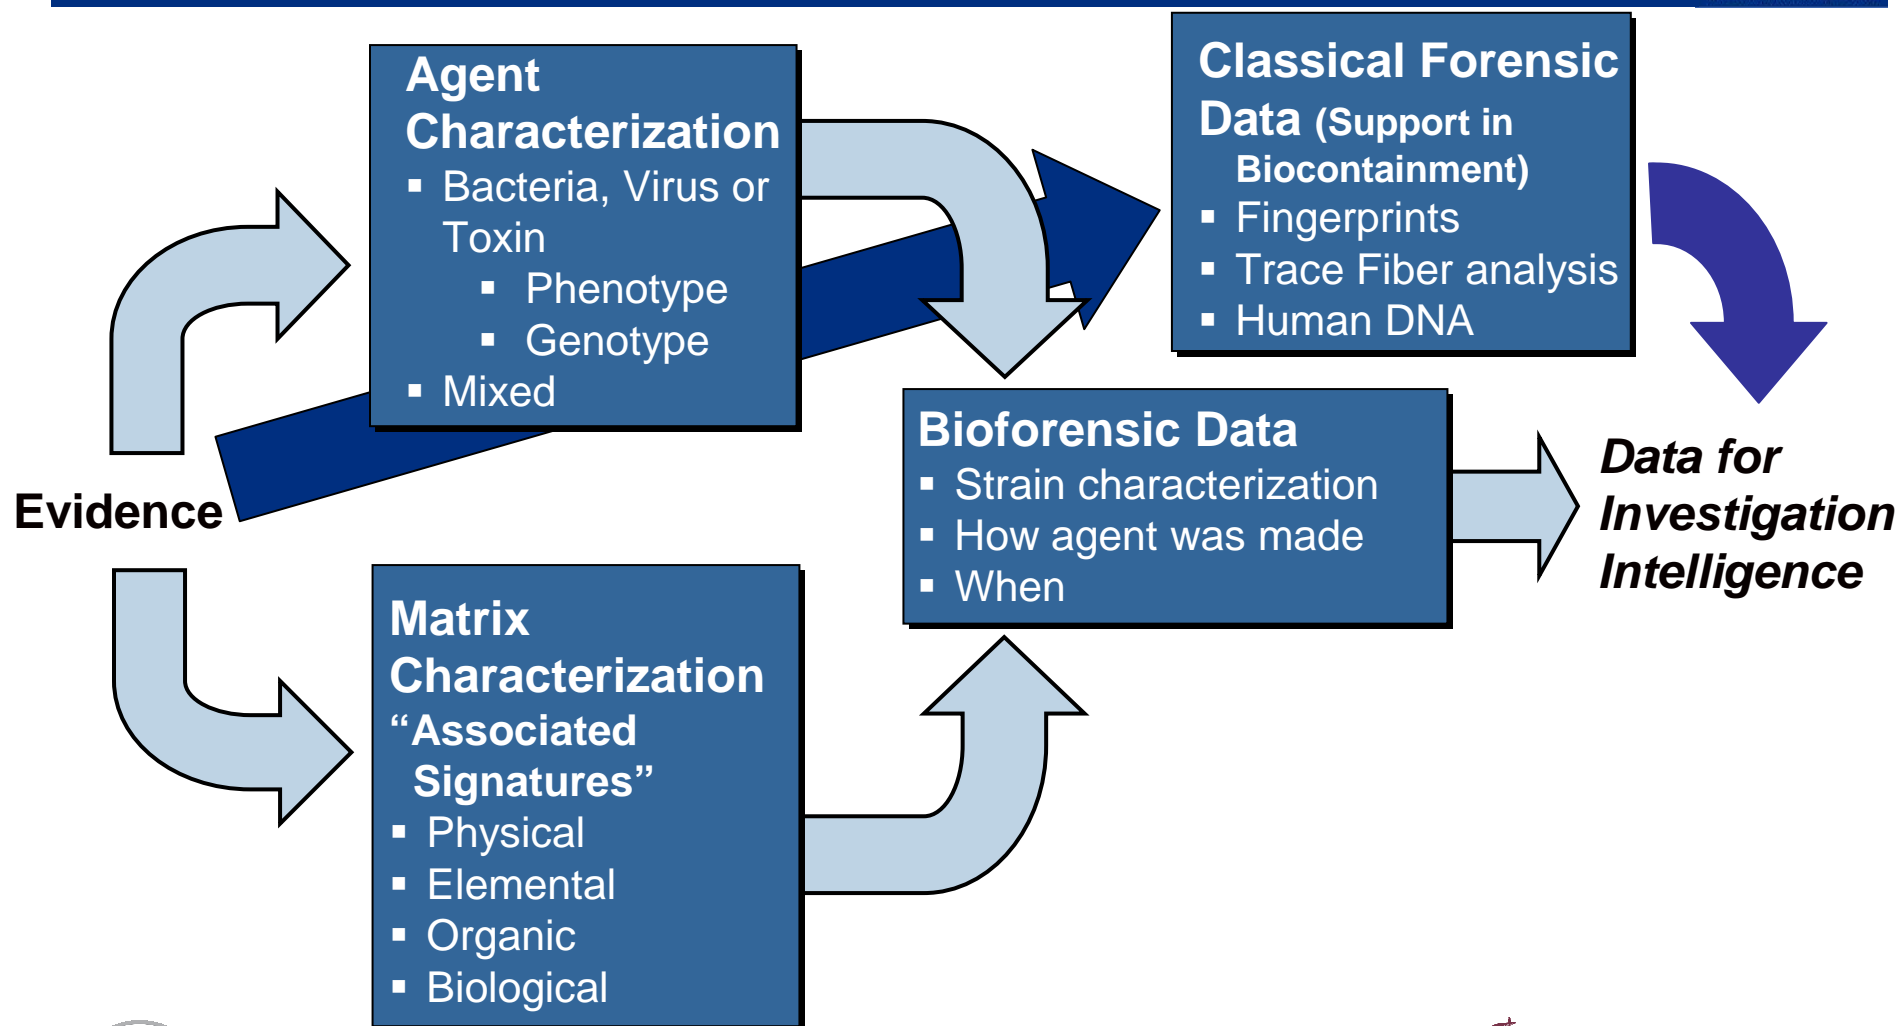 Evidence
Agent
Characterization
▪ Bacteria, Virus or
Toxin
▪ Phenotype
▪ Genotype
▪ Mixed
Matrix
Characterization
“Associated
Signatures”
▪ Physical
▪ Elemental
▪ Organic
▪ Biological
Classical Forensic
Data (Support in
Biocontainment)
▪ Fingerprints
▪ Trace Fiber analysis
▪ Human DNA
Bioforensic Data
▪ Strain characterization
▪ How agent was made
▪ When
Data for
Investigation
Intelligence